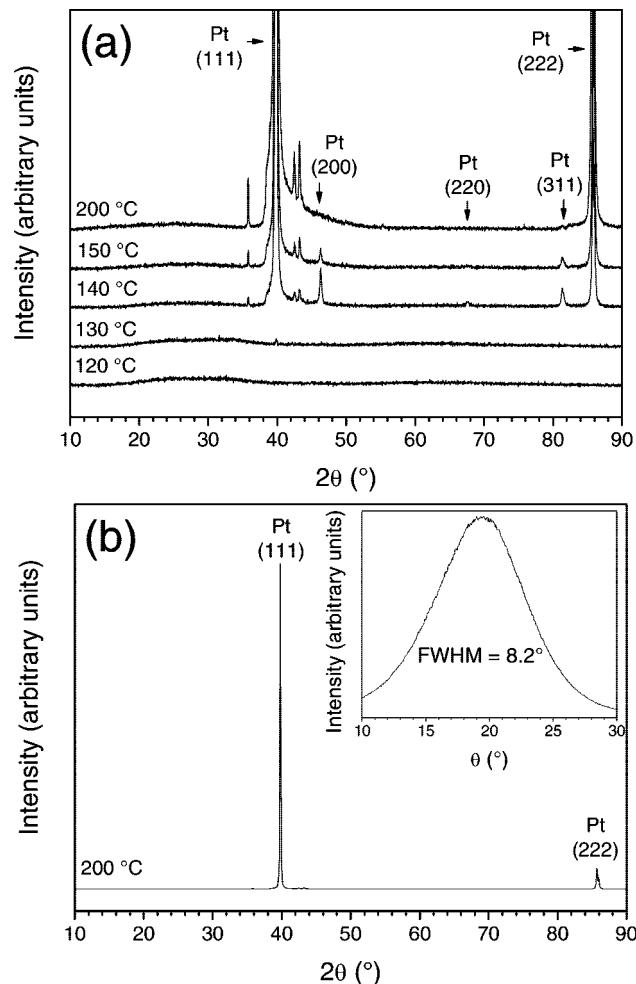 (a)
Pt
(111)
Pt
(222)
Pt
(200)
Pt
(220)
Pt
(311)
200 °C
150 °C
140 °C
130 °C
120 °C
Intensity (arbitrary units)
10 20 30 40 50 60 70 80 90
2θ (°)
(b)
Pt
(111)
Intensity (arbitrary units)
FWHM = 8.2°
10 15 20 25 30
θ (°)
Pt
(222)
200 °C
Intensity (arbitrary units)
10 20 30 40 50 60 70 80 90
2θ (°)